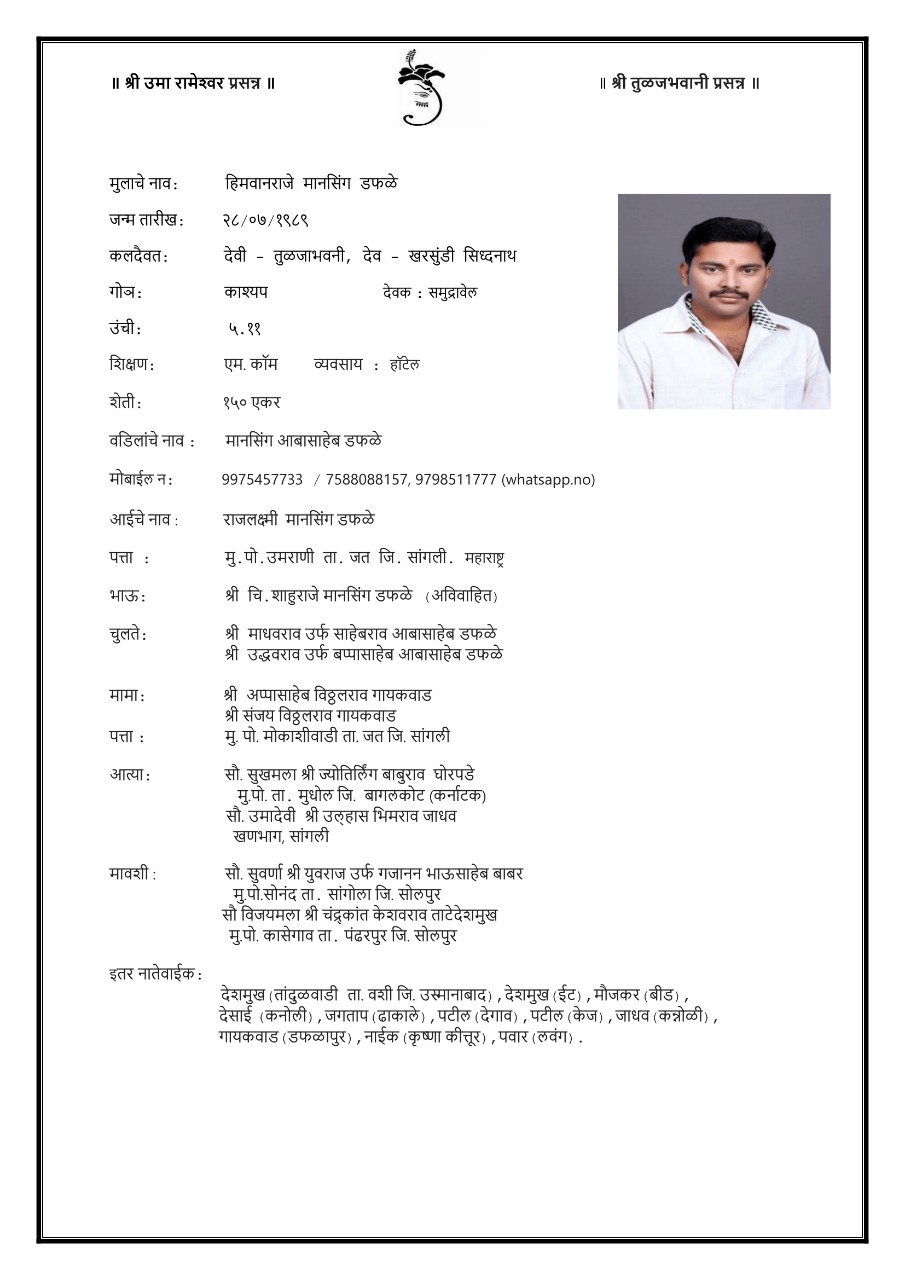 ॥ श्री उमा रामेश्वर प्रसन्न ॥ ॥ श्री तुळजभवानी प्रसन्न ॥
मुलाचे नाव: हिमवानराजे मानसिंग डफळे
जन्म तारीख: २८/०७/१९८९
कलदैवत: देवी - तुळजाभवनी, देव - खरसुंडी सिध्दनाथ
गोञ: काश्यप देवक : समुद्रावेल
उंची: ५.११
शिक्षण: एम. कॉम व्यवसाय : हॉटेल
शेती: १५० एकर
वडिलांचे नाव : मानसिंग आबासाहेब डफळे
मोबाईल न: 9975457733 / 7588088157, 9798511777 (whatsapp.no)
आईचे नाव : राजलक्ष्मी मानसिंग डफळे
पत्ता : मु.पो.उमराणी ता. जत जि. सांगली. महाराष्ट्र
भाऊ: श्री चि.शाहुराजे मानसिंग डफळे (अविवाहित)
चुलते: श्री माधवराव उर्फ साहेबराव आबासाहेब डफळे
श्री उद्धवराव उर्फ बप्पासाहेब आबासाहेब डफळे
मामा: श्री अप्पासाहेब विठ्ठलराव गायकवाड
श्री संजय विठ्ठलराव गायकवाड
पत्ता : मु. पो. मोकाशीवाडी ता. जत जि. सांगली
आत्या: सौ. सुखमला श्री ज्योतिर्लिंग बाबुराव घोरपडे
मु.पो. ता. मुधोल जि. बागलकोट (कर्नाटक)
सौ. उमादेवी श्री उल्हास भिमराव जाधव
खणभाग, सांगली
मावशी : सौ. सुवर्णा श्री युवराज उर्फ गजानन भाऊसाहेब बाबर
मु.पो.सोनंद ता. सांगोला जि. सोलपुर
सौ विजयमला श्री चंद्र्कांत केशवराव ताटेदेशमुख
मु.पो. कासेगाव ता. पंढरपुर जि. सोलपुर
इतर नातेवाईक:
देशमुख (तांदुळवाडी ता. वशी जि. उस्मानाबाद) ,देशमुख (ईट) ,मौजकर (बीड) ,
देसाई (कनोली) ,जगताप (ढाकाले) ,पटील (देगाव) ,पटील (केज) ,जाधव (कन्नोळी) ,
गायकवाड (डफळापुर) ,नाईक (कृष्णा कीत्तूर) ,पवार (लवंग) .